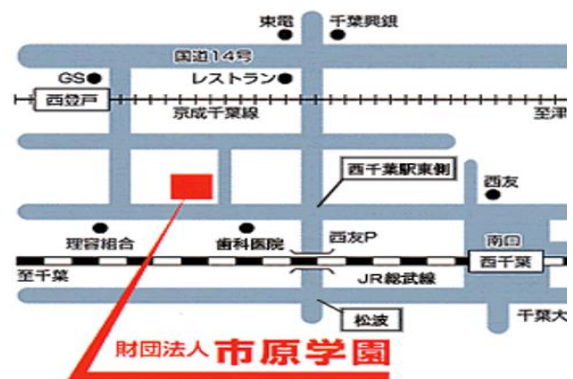 東電
千葉興銀
国道14号
GS
レストラン
西登戸
京成千葉線
至津
西千葉駅東側
西友
理容組合
歯科医院
西友P
南口
西千葉
至千葉
JR総武線
松波
千葉大
財団法人 市原学園